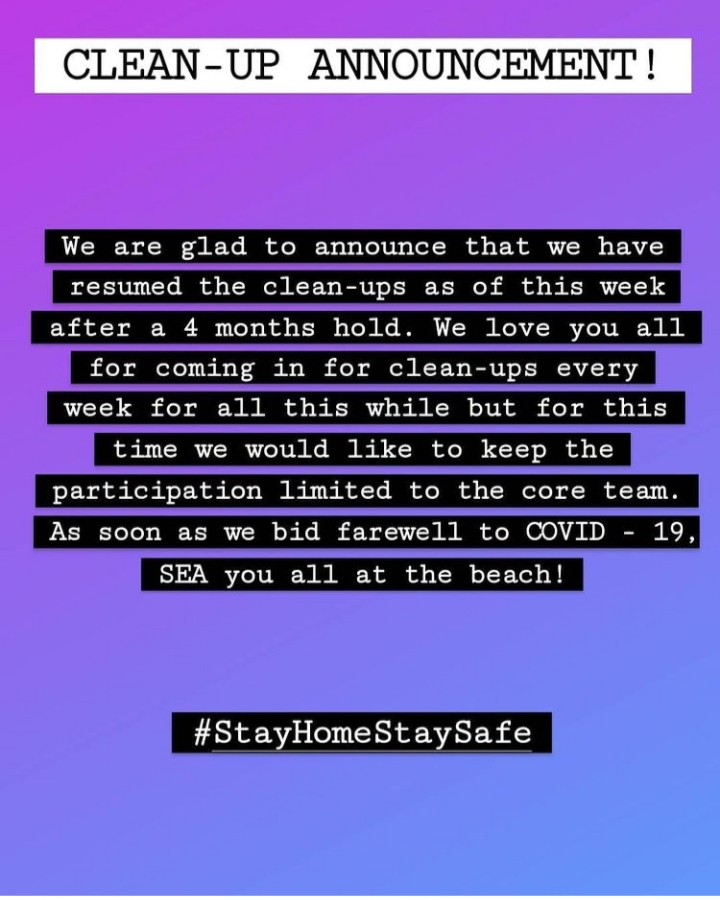 CLEAN-UP ANNOUNCEMENT!
We are glad to announce that we have
resumed the clean-ups as of this week
after a 4 months hold. We love you all
for coming in for clean-ups every
week for all this while but for this
time we would like to keep the
participation limited to the core team.
As soon as we bid farewell to COVID - 19,
SEA you all at the beach!
#StayHomeStaySafe